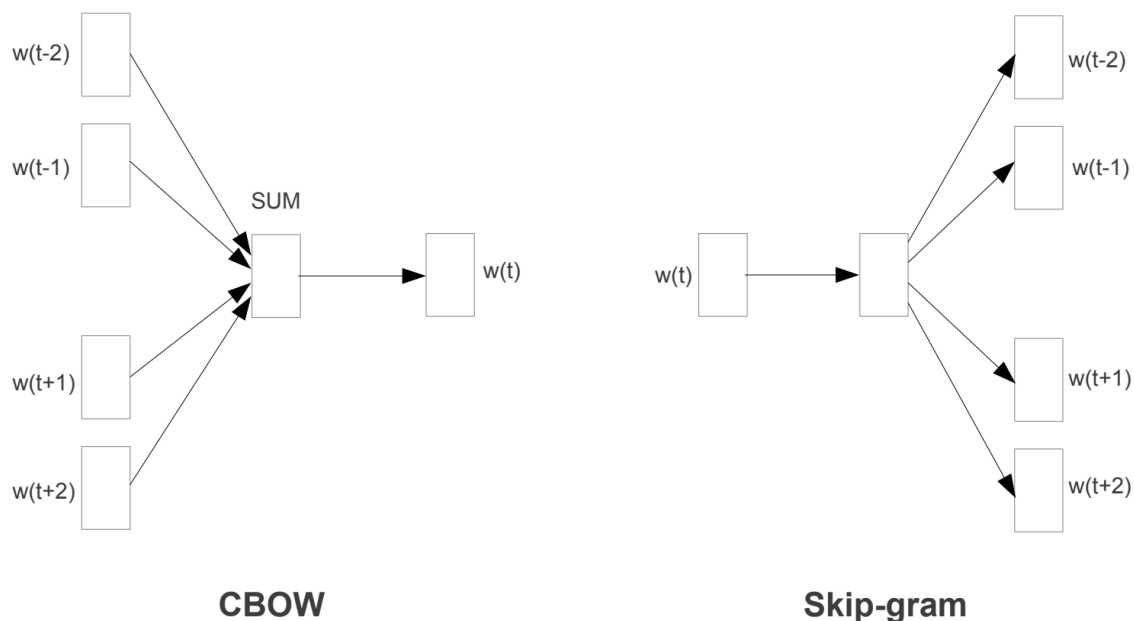 w(t-2)
w(t-1)
SUM
w(t)
w(t+1)
w(t+2)
CBOW
w(t-2)
w(t-1)
w(t)
w(t+1)
w(t+2)
Skip-gram